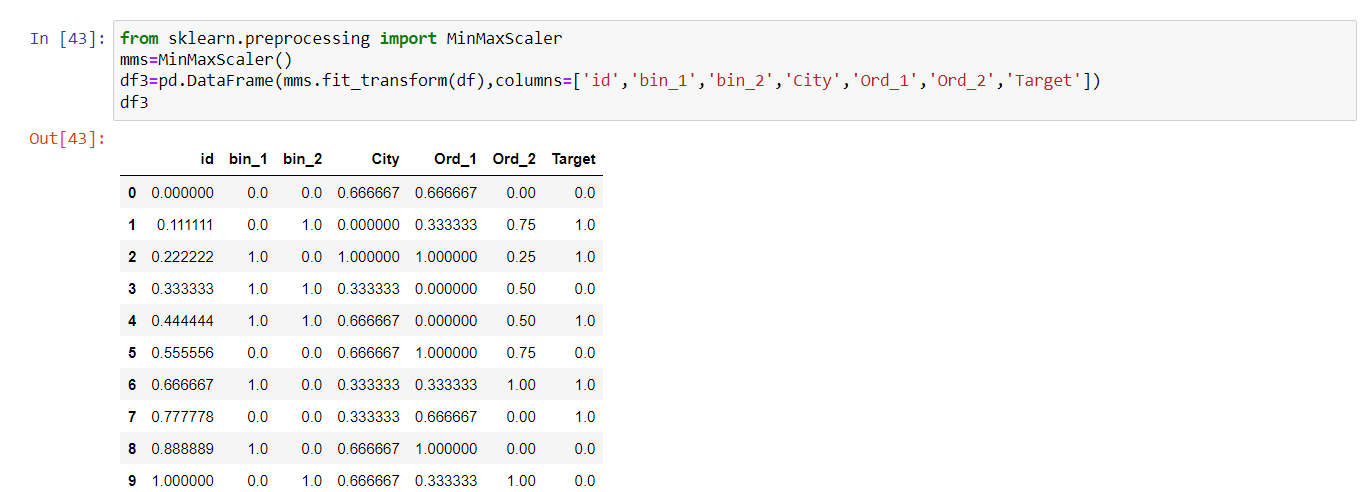 In [43]: from sklearn.preprocessing import MinMaxScaler
mms=MinMaxScaler()
df3=pd.DataFrame(mms.fit_transform(df),columns=['id','bin_1','bin_2','City','Ord_1','Ord_2','Target'])
df3
Out[43]:
id bin_1 bin_2 City Ord_1 Ord_2 Target
0 0.000000 0.0 0.0 0.666667 0.666667 0.00 0.0
1 0.111111 0.0 1.0 0.000000 0.333333 0.75 1.0
2 0.222222 1.0 0.0 1.000000 1.000000 0.25 1.0
3 0.333333 1.0 1.0 0.333333 0.000000 0.50 0.0
4 0.444444 1.0 1.0 0.666667 0.000000 0.50 1.0
5 0.555556 0.0 0.0 0.666667 1.000000 0.75 0.0
6 0.666667 1.0 0.0 0.333333 0.333333 1.00 1.0
7 0.777778 0.0 0.0 0.333333 0.666667 0.00 1.0
8 0.888889 1.0 0.0 0.666667 1.000000 0.00 0.0
9 1.000000 0.0 1.0 0.666667 0.333333 1.00 0.0